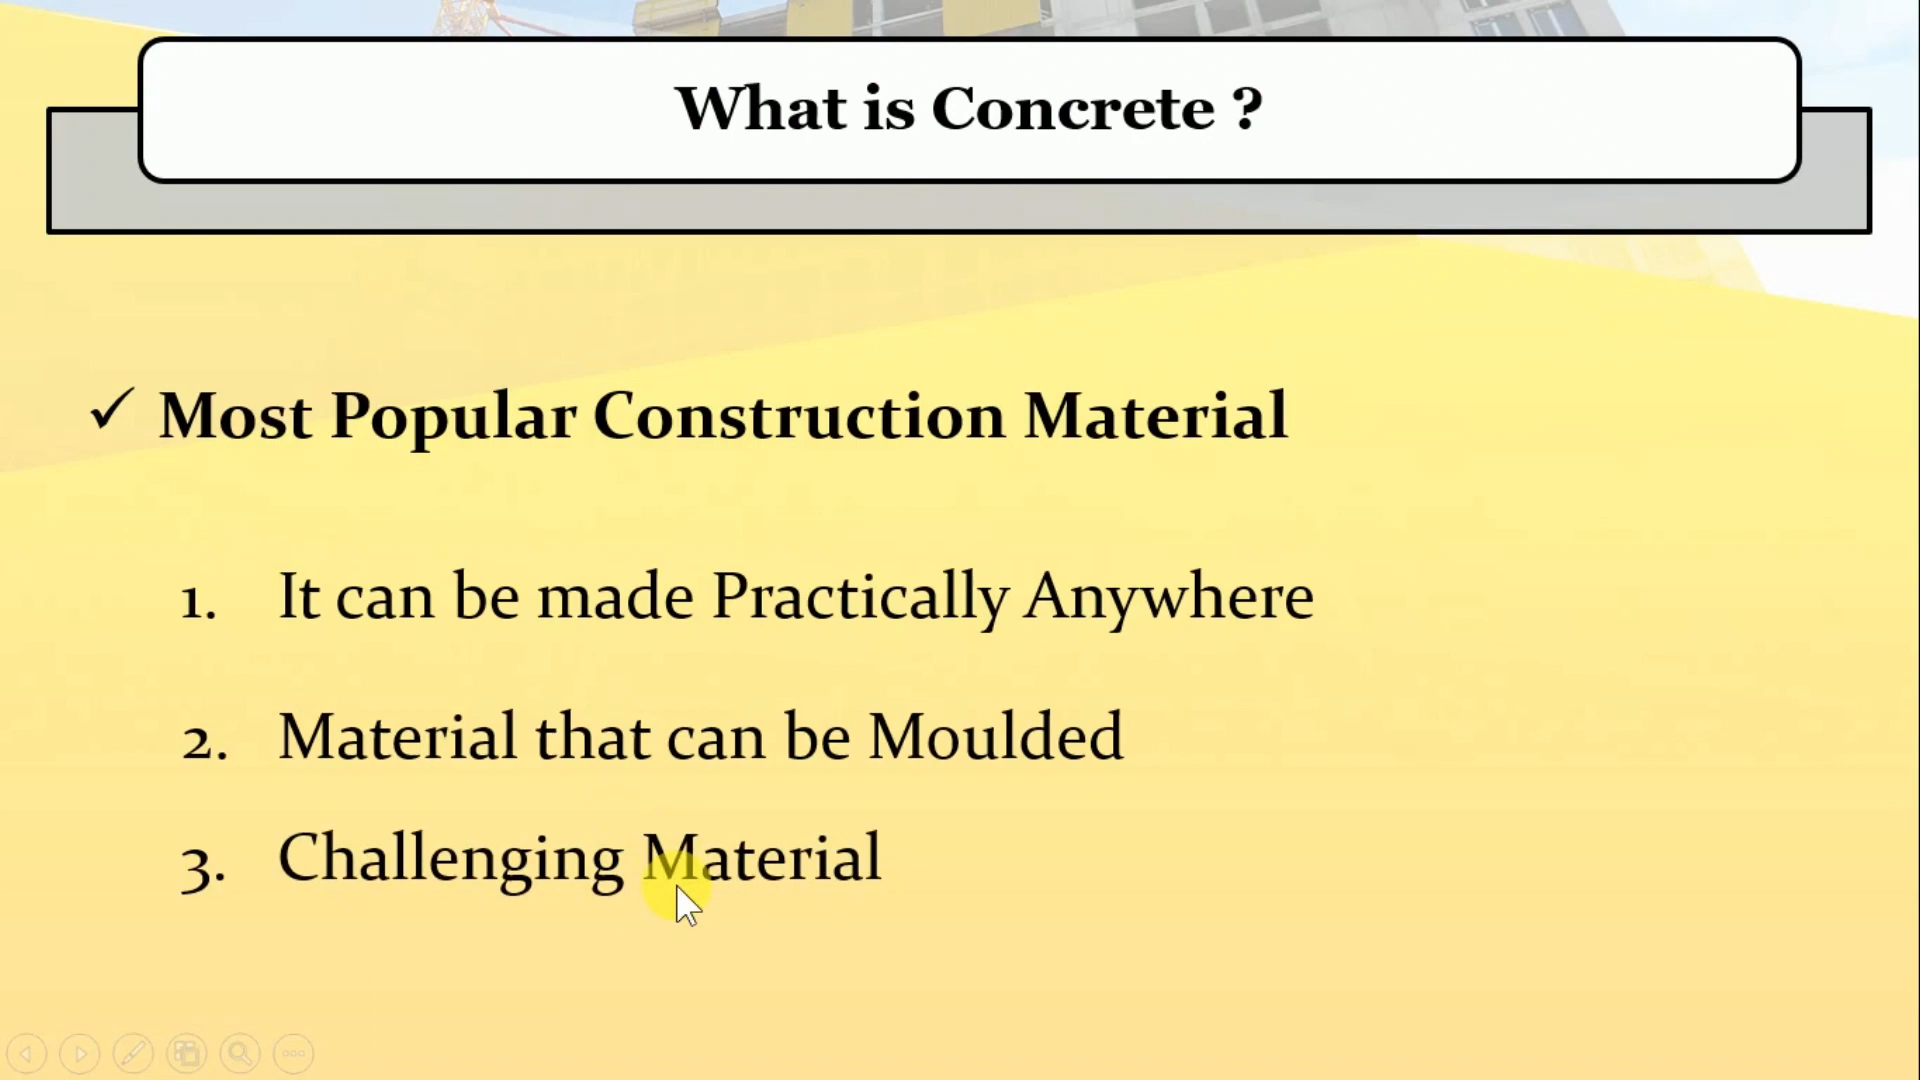 What is Concrete ?
✓ Most Popular Construction Material
1. It can be made Practically Anywhere
2. Material that can be Moulded
3. Challenging Material